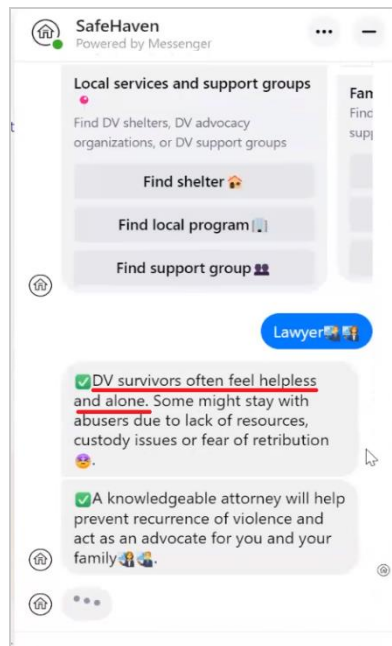 SafeHaven
Powered by Messenger
Local services and support groups
Find DV shelters, DV advocacy
organizations, or DV support groups
Find shelter
Find local program
Find support group
Fam
Find
supp
Lawyer
DV survivors often feel helpless
and alone. Some might stay with
abusers due to lack of resources,
custody issues or fear of retribution
.
A knowledgeable attorney will help
prevent recurrence of violence and
act as an advocate for you and your
family.